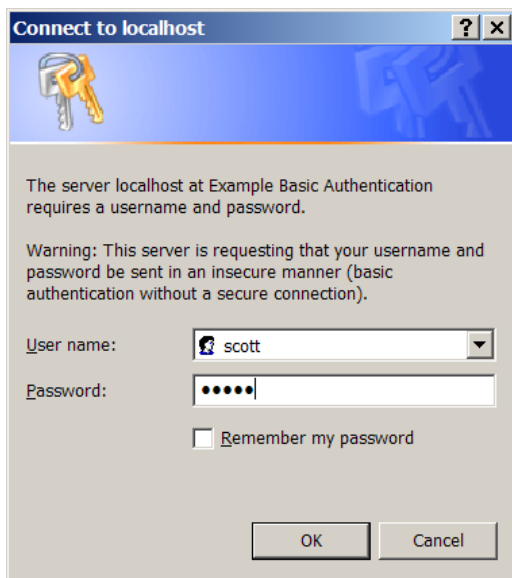 Connect to localhost
The server localhost at Example Basic Authentication
requires a username and password.
Warning: This server is requesting that your username and
password be sent in an insecure manner (basic
authentication without a secure connection).
User name:
scott
Password:
•••••
Remember my password
OK
Cancel